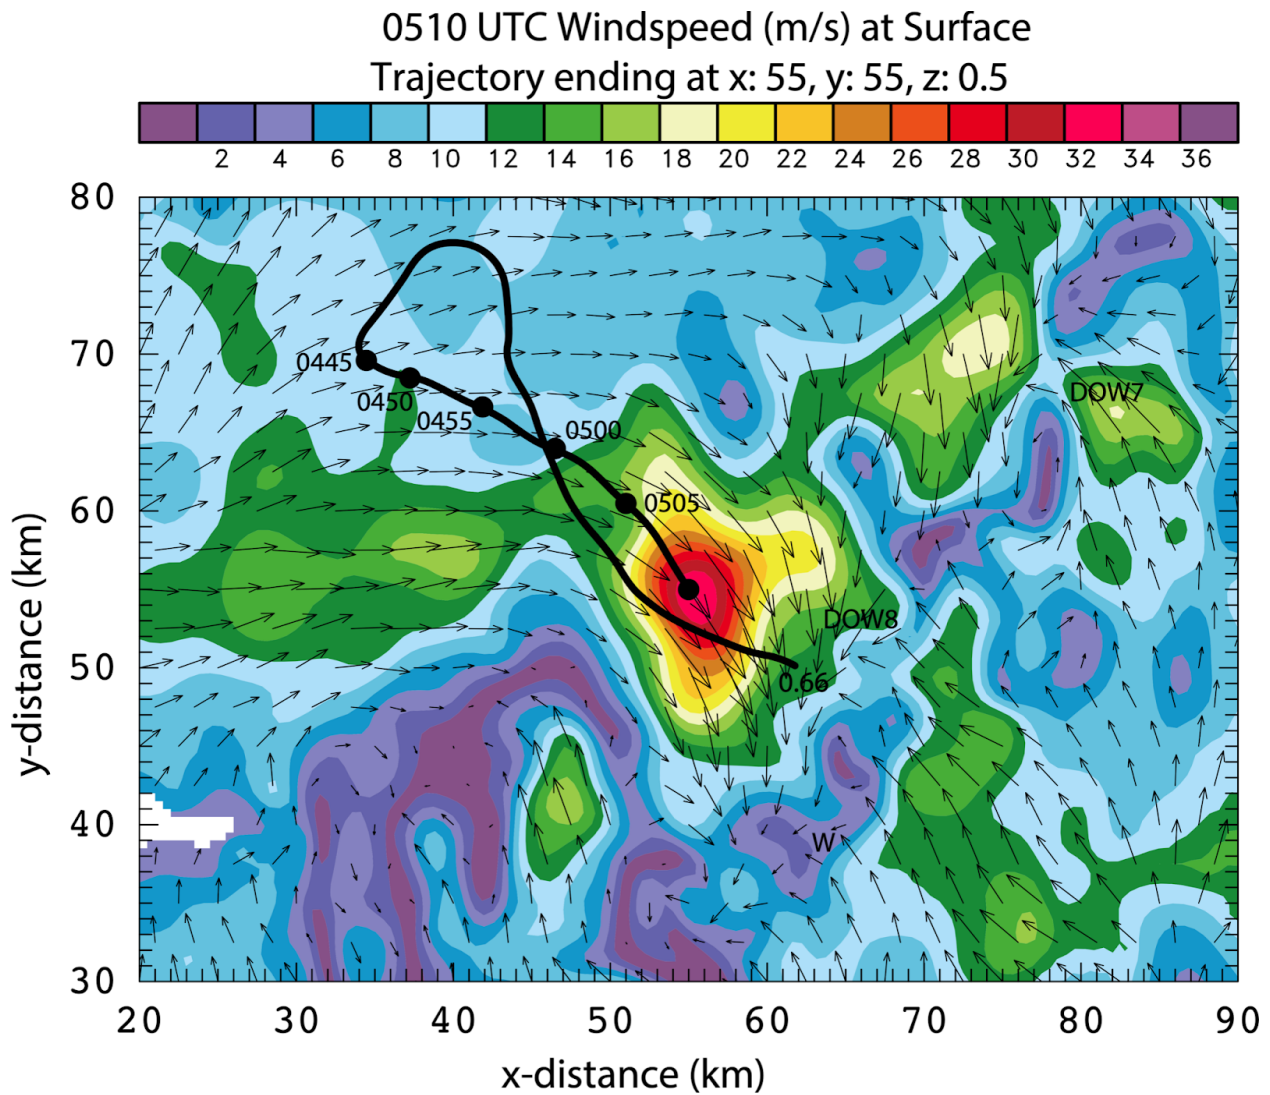 0510 UTC Windspeed (m/s) at Surface
Trajectory ending at x: 55, y: 55, z: 0.5
2 4 6 8 10 12 14 16 18 20 22 24 26 28 30 32 34 36
80
70
60
50
40
30
y-distance (km)
0445
0450
0455
0500
0505
DOW7
DOW8
0.66
W
20 30 40 50 60 70 80 90
x-distance (km)